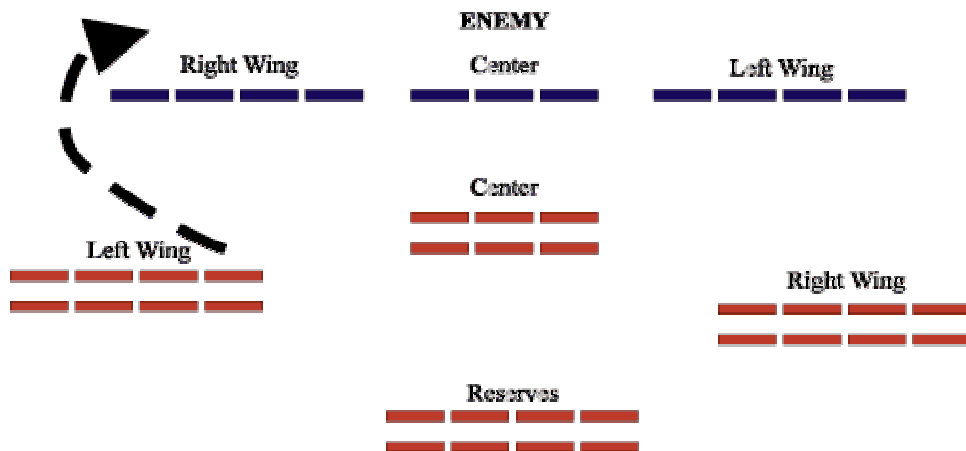 ENEMY
Right Wing
Center
Left Wing
Center
Left Wing
Right Wing
Reserves